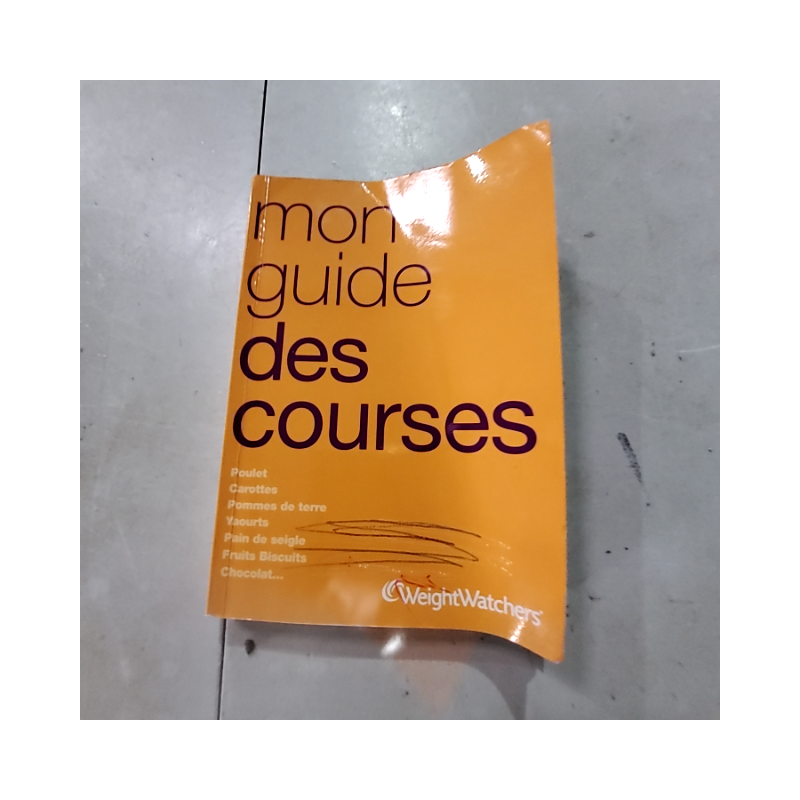 mon
guide
des
courses
Poulet
Carottes
Pommes de terre
Yaourts
Pain de seigle
Fruits Biscuits
Chocolat...
WeightWatchers®